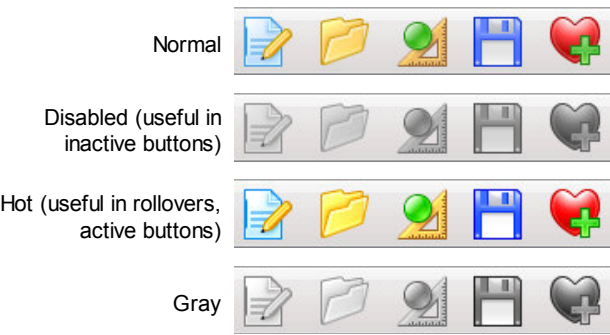 Normal
Disabled (useful in
inactive buttons)
Hot (useful in rollovers,
active buttons)
Gray